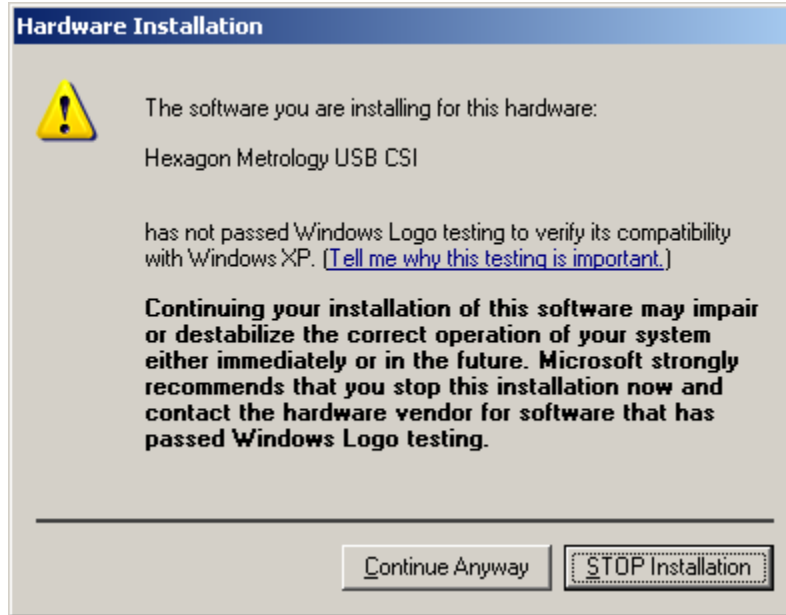 Hardware Installation
The software you are installing for this hardware:
Hexagon Metrology USB CSI
has not passed Windows Logo testing to verify its compatibility
with Windows XP. (Tell me why this testing is important.)
Continuing your installation of this software may impair
or destabilize the correct operation of your system
either immediately or in the future. Microsoft strongly
recommends that you stop this installation now and
contact the hardware vendor for software that has
passed Windows Logo testing.
Continue Anyway
STOP Installation